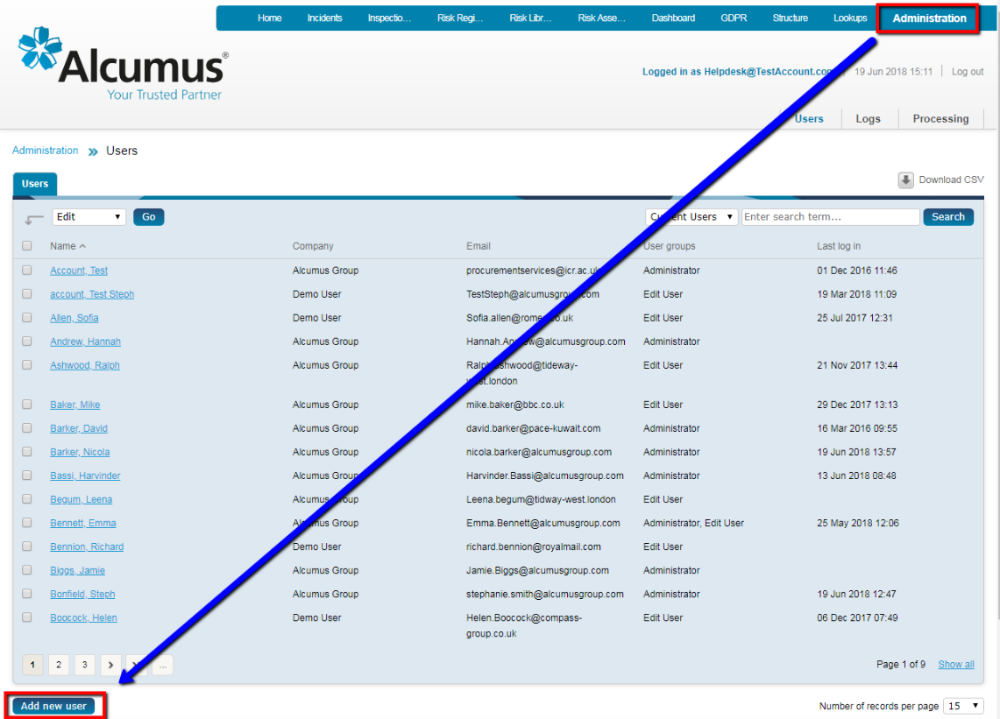 Home Incidents Inspectio... Risk Regi... Risk Libr... Risk Asse... Dashboard GDPR Structure Lookups Administration
Alcumus®
Your Trusted Partner
Logged in as Helpdesk@TestAccount.com 19 Jun 2018 15:11 | Log out
Users Logs Processing
Administration » Users
Users
Download CSV
Edit Go Current Users Enter search term... Search
Name Company Email User groups Last log in
Account, Test Alcumus Group procurementservices@icr.ac.uk Administrator 01 Dec 2016 11:46
account, Test Steph Demo User TestSteph@alcumusgroup.com Edit User 19 Mar 2018 11:09
Allen, Sofia Demo User Edit User 25 Jul 2017 12:31
Andrew, Hannah Alcumus Group Hannah.Andrew@alcumusgroup.com Administrator
Ashwood, Ralph Alcumus Group Ralph.ashwood@tideway- Edit User 21 Nov 2017 13:44
west.london
Baker, Mike Alcumus Group mike.baker@bbc.co.uk Edit User 29 Dec 2017 13:13
Barker, David Alcumus Group david.barker@pace-kuwait.com Administrator 16 Mar 2016 09:55
Barker, Nicola Alcumus Group nicola.barker@alcumusgroup.com Administrator 19 Jun 2018 13:57
Bassi, Harvinder Alcumus Group Harvinder.Bassi@alcumusgroup.com Administrator 13 Jun 2018 08:48
Begum, Leena Alcumus Group Leena.begum@tidway-west.london Edit User
Bennett, Emma Alcumus Group Emma.Bennett@alcumusgroup.com Administrator, Edit User 25 May 2018 12:06
Bennion, Richard Demo User richard.bennion@royalmail.com Edit User
Biggs, Jamie Alcumus Group Jamie.Biggs@alcumusgroup.com Administrator
Bonfield, Steph Alcumus Group stephanie.smith@alcumusgroup.com Administrator 19 Jun 2018 12:47
Boocock, Helen Demo User Helen.Boocock@compass- Edit User 06 Dec 2017 07:49
group.co.uk
1 2 3 > ... Page 1 of 9 Show all
Add new user Number of records per page 15